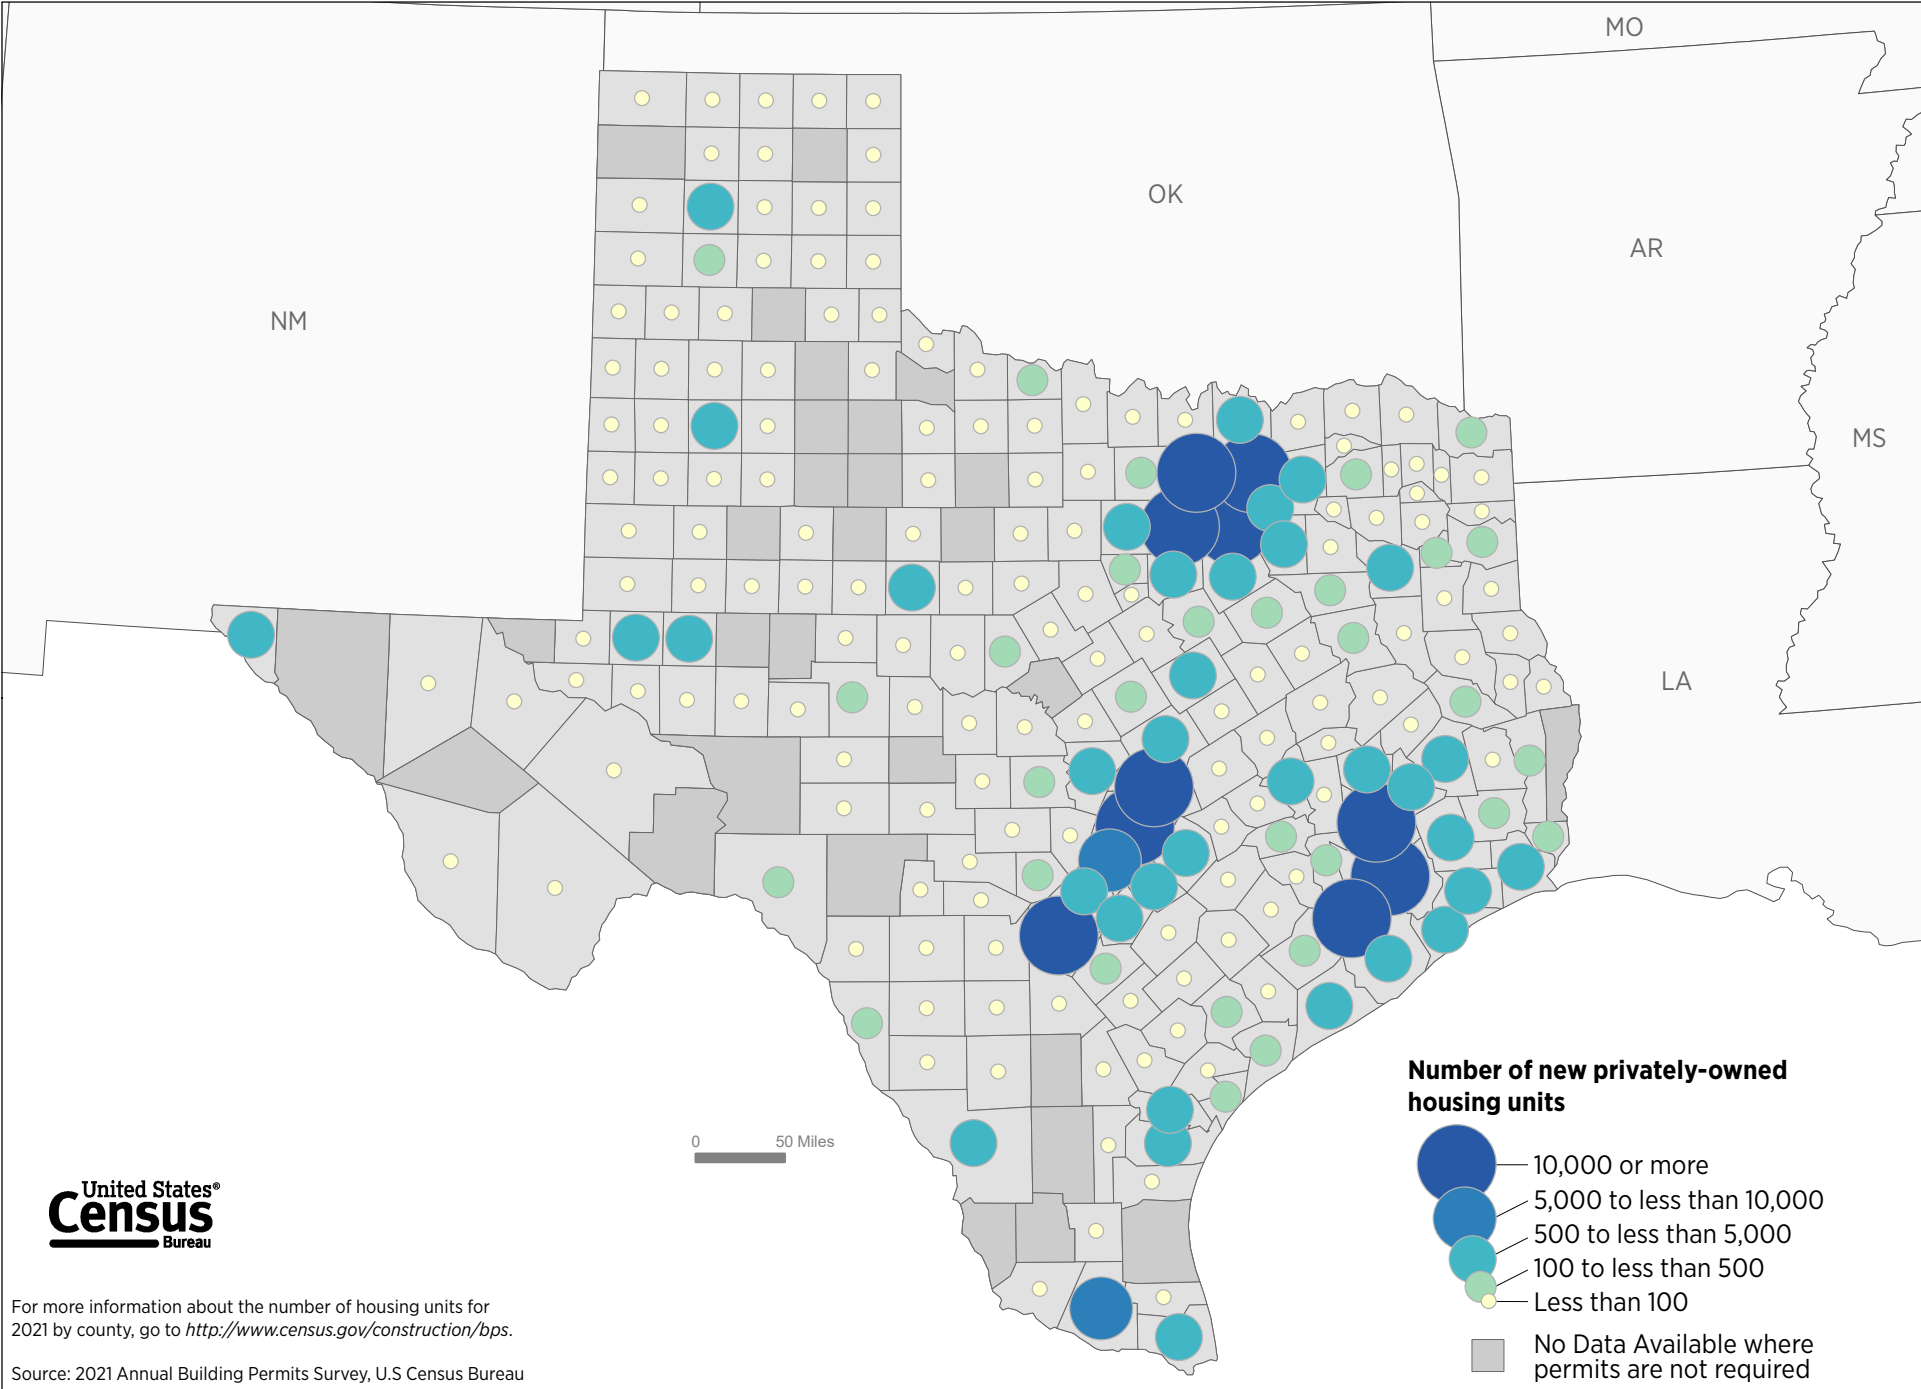 MO
OK
AR
NM
MS
LA
0 50 Miles
Number of new privately-owned
housing units
10,000 or more
5,000 to less than 10,000
500 to less than 5,000
100 to less than 500
Less than 100
No Data Available where
permits are not required
United States®
Census
Bureau
For more information about the number of housing units for
2021 by county, go to http://www.census.gov/construction/bps.
Source: 2021 Annual Building Permits Survey, U.S Census Bureau